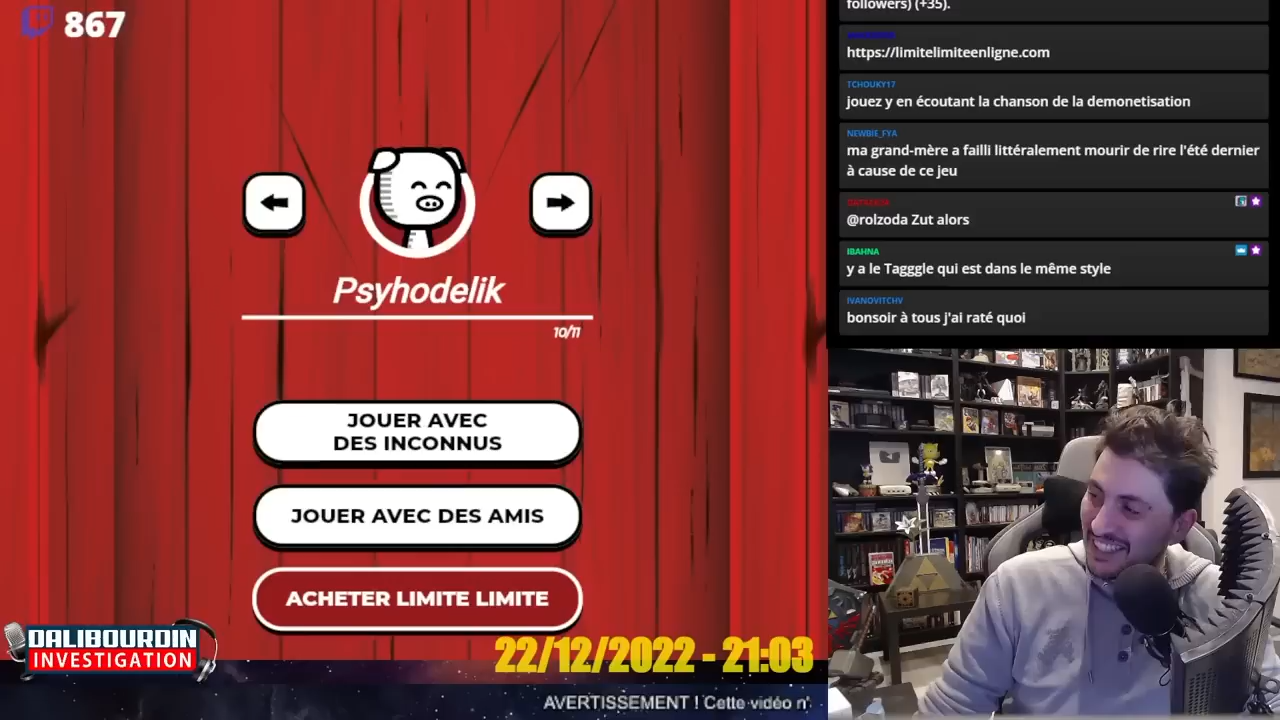 867
Psyhodelik
10/11
JOUER AVEC
DES INCONNUS
JOUER AVEC DES AMIS
ACHETER LIMITE LIMITE
DALIBOURDIN
INVESTIGATION
22/12/2022 - 21:03
AVERTISSEMENT ! Cette vidéo n'
followers) (+35).
https://limitelimiteenligne.com
TCHOUKY17
jouez y en écoutant la chanson de la demonetisation
NEWBIE_FYA
ma grand-mère a failli littéralement mourir de rire l'été dernier
à cause de ce jeu
@rolzoda Zut alors
IBAHNA
y a le Tagggle qui est dans le même style
IVANOVITCHV
bonsoir à tous j'ai raté quoi